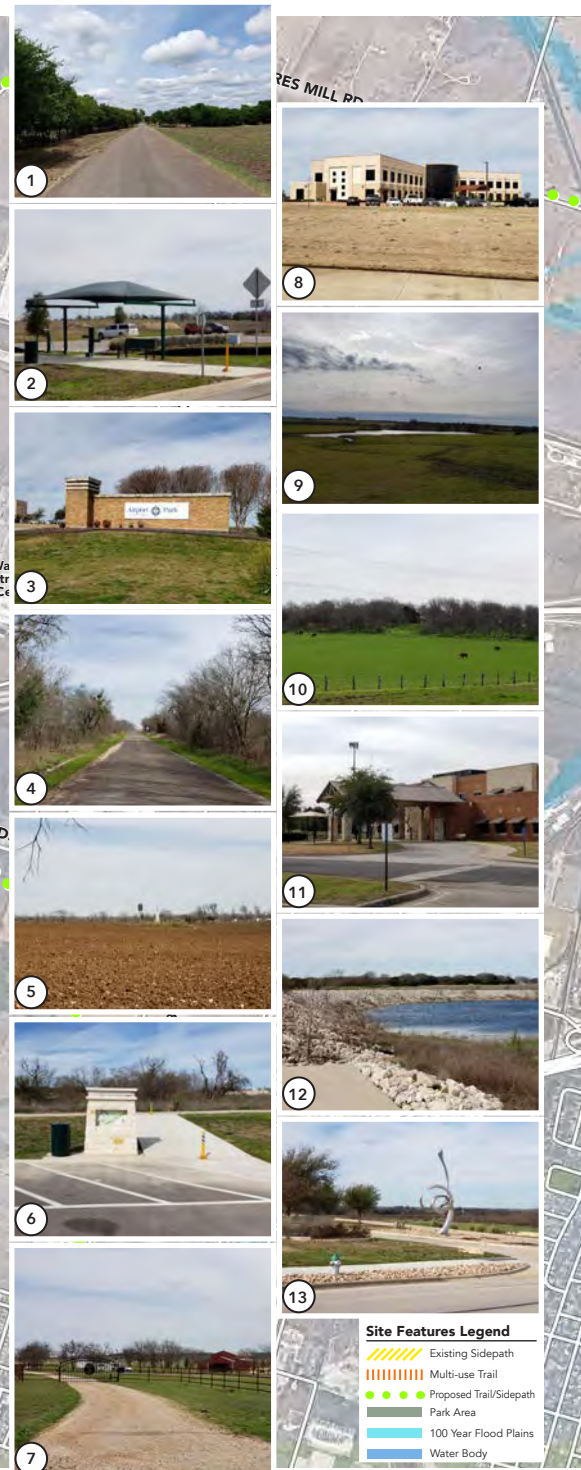 RES MILL RD
1
2
3
Airport Park
4
5
6
7
8
9
10
11
12
13
Site Features Legend
Existing Sidepath
Multi-use Trail
Proposed Trail/Sidepath
Park Area
100 Year Flood Plains
Water Body